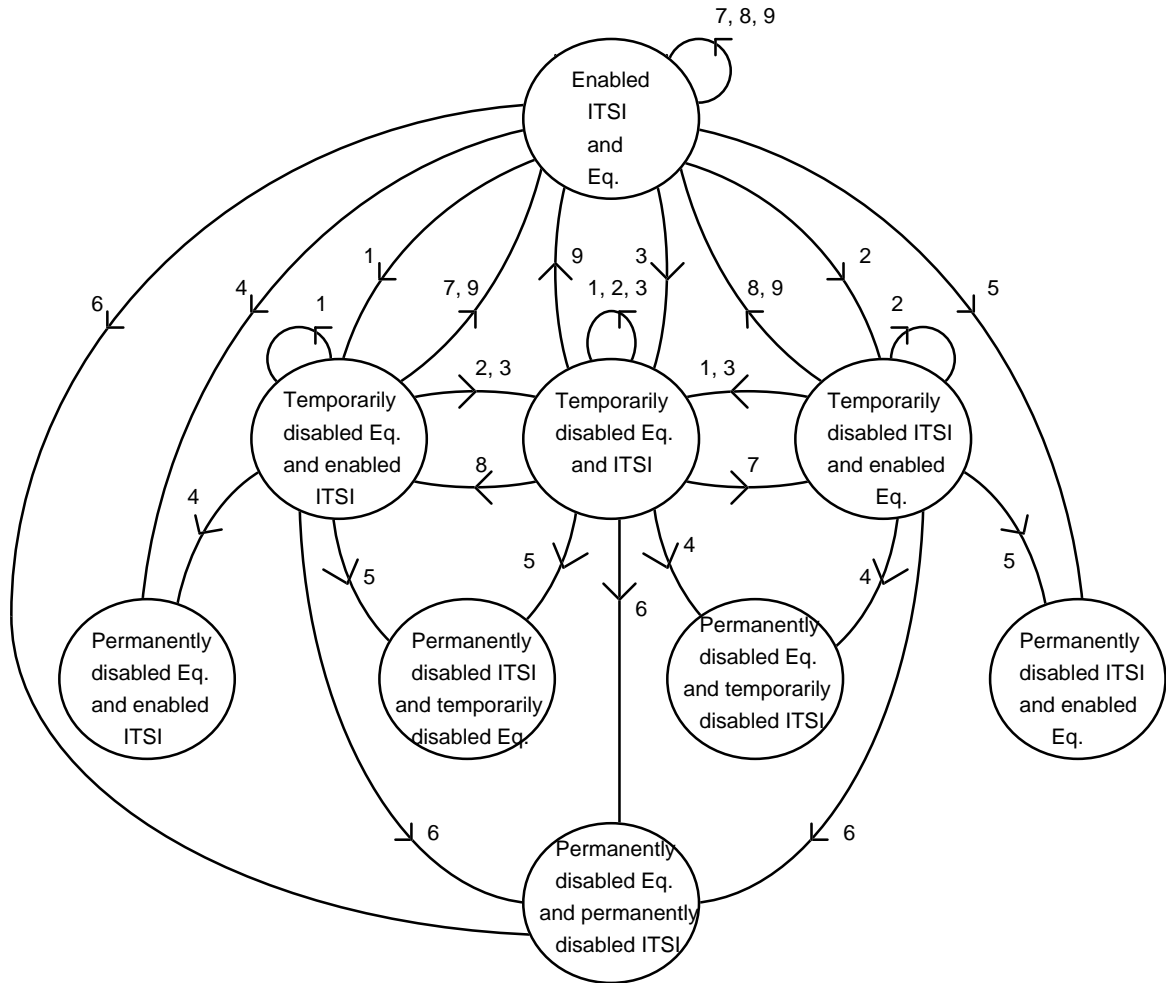 7, 8, 9
Enabled
ITSI
and
Eq.
1
9
3
2
6
4
7, 9
1, 2, 3
8, 9
5
1
2
2, 3
1, 3
Temporarily
disabled Eq.
and enabled
ITSI
Temporarily
disabled Eq.
and ITSI
Temporarily
disabled ITSI
and enabled
Eq.
8
7
4
5
5
4
4
5
6
Permanently
disabled Eq.
and enabled
ITSI
Permanently
disabled ITSI
and temporarily
disabled Eq.
Permanently
disabled Eq.
and temporarily
disabled ITSI
Permanently
disabled ITSI
and enabled
Eq.
6
6
Permanently
disabled Eq.
and permanently
disabled ITSI